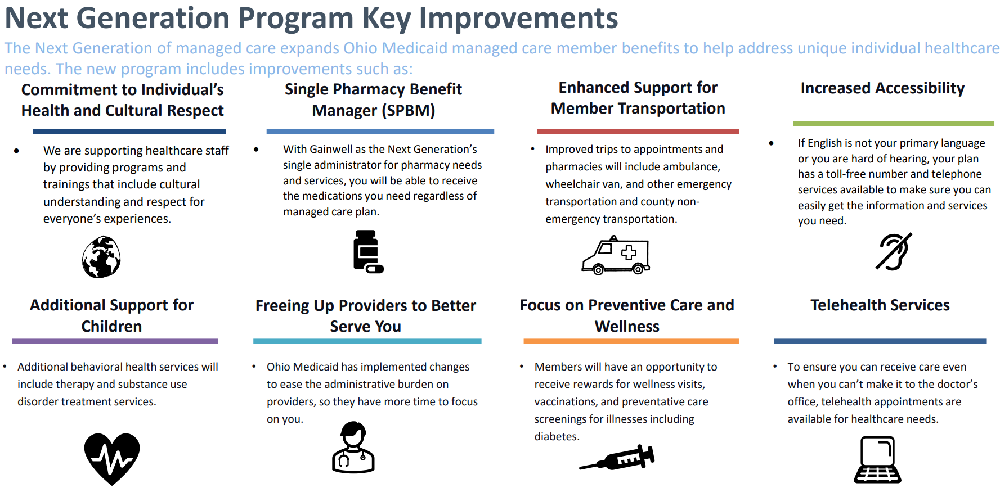 Next Generation Program Key Improvements
The Next Generation of managed care expands Ohio Medicaid managed care member benefits to help address unique individual healthcare
needs. The new program includes improvements such as:
Commitment to Individual’s
Health and Cultural Respect
• We are supporting healthcare staff
by providing programs and
trainings that include cultural
understanding and respect for
everyone’s experiences.
Single Pharmacy Benefit
Manager (SPBM)
• With Gainwell as the Next Generation’s
single administrator for pharmacy needs
and services, you will be able to receive
the medications you need regardless of
managed care plan.
Enhanced Support for
Member Transportation
• Improved trips to appointments and
pharmacies will include ambulance,
wheelchair van, and other emergency
transportation and county non-
emergency transportation.
Increased Accessibility
• If English is not your primary language
or you are hard of hearing, your plan
has a toll-free number and telephone
services available to make sure you can
easily get the information and services
you need.
Additional Support for
Children
• Additional behavioral health services will
include therapy and substance use
disorder treatment services.
Freeing Up Providers to Better
Serve You
• Ohio Medicaid has implemented changes
to ease the administrative burden on
providers, so they have more time to focus
on you.
Focus on Preventive Care and
Wellness
• Members will have an opportunity to
receive rewards for wellness visits,
vaccinations, and preventative care
screenings for illnesses including
diabetes.
Telehealth Services
• To ensure you can receive care even
when you can’t make it to the doctor’s
office, telehealth appointments are
available for healthcare needs.